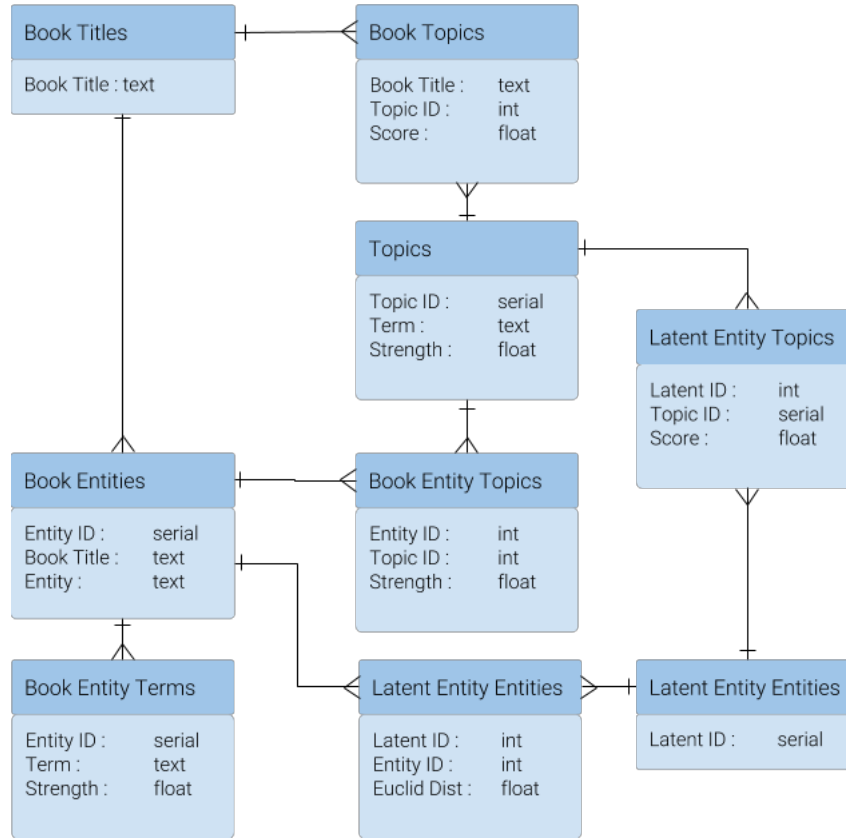 Book Titles
Book Title : text
Book Topics
Book Title : text
Topic ID : int
Score : float
Topics
Topic ID : serial
Term : text
Strength : float
Latent Entity Topics
Latent ID : int
Topic ID : serial
Score : float
Book Entities
Entity ID : serial
Book Title : text
Entity : text
Book Entity Topics
Entity ID : int
Topic ID : int
Strength : float
Book Entity Terms
Entity ID : serial
Term : text
Strength : float
Latent Entity Entities
Latent ID : int
Entity ID : int
Euclid Dist : float
Latent Entity Entities
Latent ID : serial